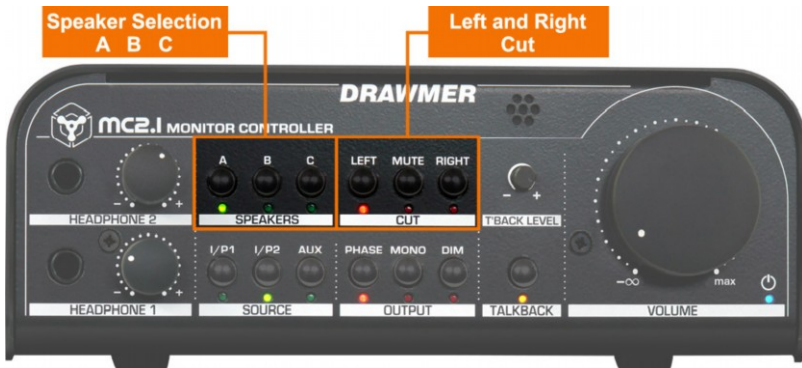 Speaker Selection
A B C
Left and Right
Cut
DRAWMER
MC2.1 MONITOR CONTROLLER
A B C
LEFT MUTE RIGHT
- +
HEADPHONE 2
SPEAKERS
CUT
- +
T'BACK LEVEL
I/P1 I/P2 AUX
PHASE MONO DIM
- +
HEADPHONE 1
SOURCE
OUTPUT
TALKBACK
-∞ max
VOLUME